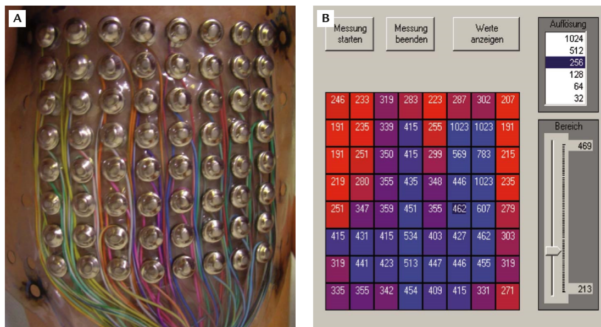 A
B
Messung
starten
Messung
beenden
Werte
anzeigen
Auflösung
1024
512
256
128
64
32
246 233 319 283 223 287 302 207
191 235 339 415 255 1023 1023 191
191 251 350 415 299 569 783 215
219 280 355 435 348 446 1023 235
251 347 359 451 355 462 607 279
415 431 415 534 403 427 462 303
319 441 423 513 447 446 455 319
335 355 342 454 409 415 331 271
Bereich
469
213